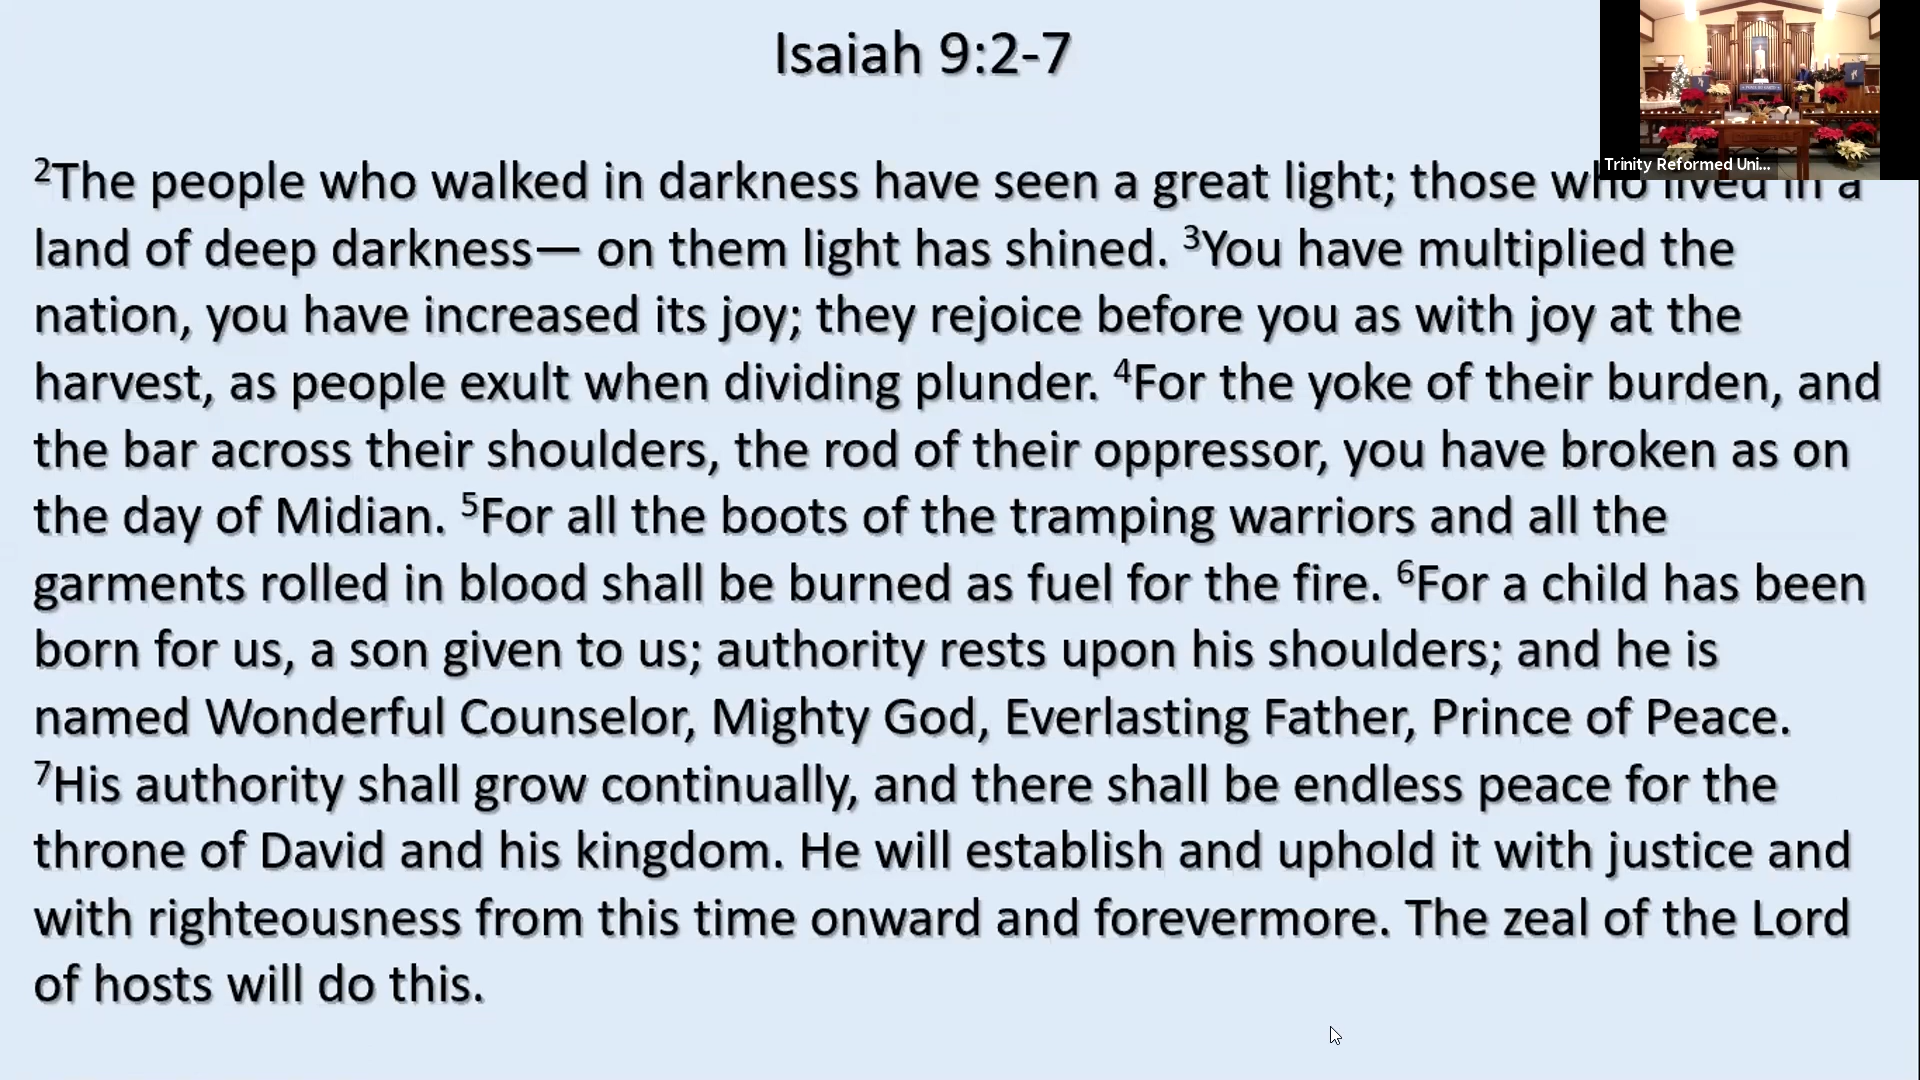 Isaiah 9:2-7
Trinity Reformed Uni...
²The people who walked in darkness have seen a great light; those who lived in a
land of deep darkness— on them light has shined. ³You have multiplied the
nation, you have increased its joy; they rejoice before you as with joy at the
harvest, as people exult when dividing plunder. ⁴For the yoke of their burden, and
the bar across their shoulders, the rod of their oppressor, you have broken as on
the day of Midian. ⁵For all the boots of the tramping warriors and all the
garments rolled in blood shall be burned as fuel for the fire. ⁶For a child has been
born for us, a son given to us; authority rests upon his shoulders; and he is
named Wonderful Counselor, Mighty God, Everlasting Father, Prince of Peace.
⁷His authority shall grow continually, and there shall be endless peace for the
throne of David and his kingdom. He will establish and uphold it with justice and
with righteousness from this time onward and forevermore. The zeal of the Lord
of hosts will do this.